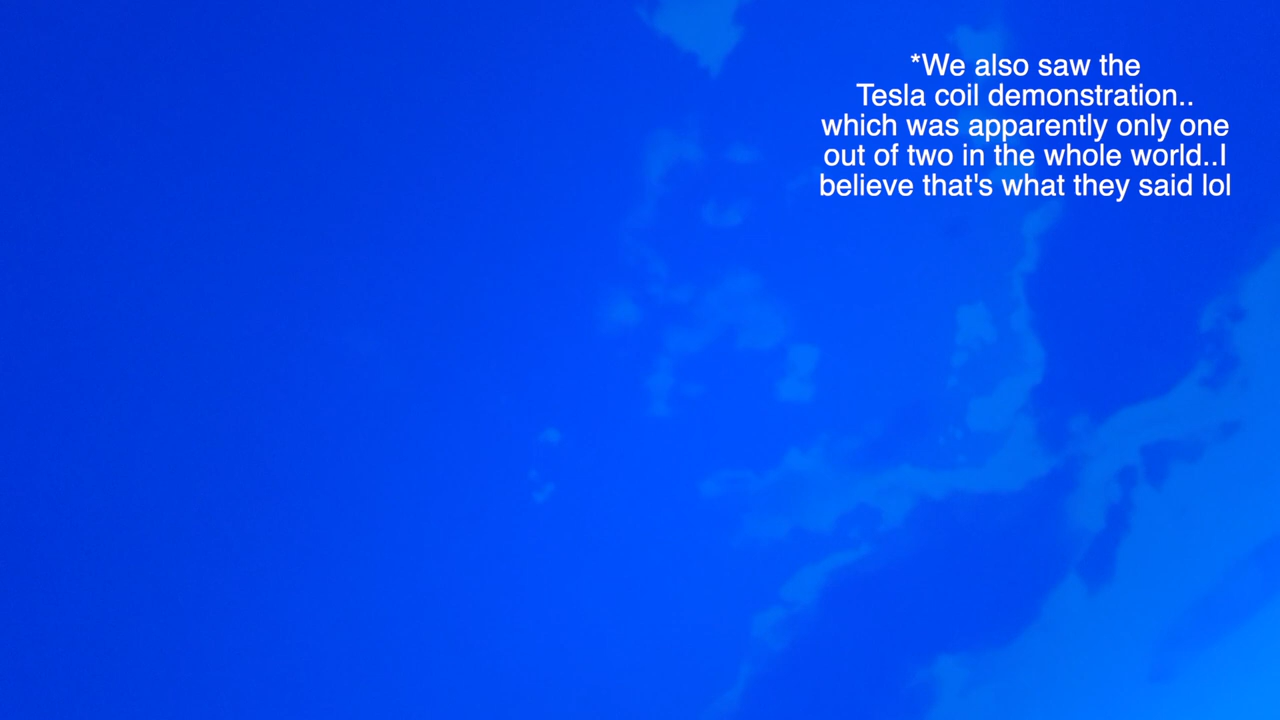 *We also saw the
Tesla coil demonstration..
which was apparently only one
out of two in the whole world..I
believe that's what they said lol